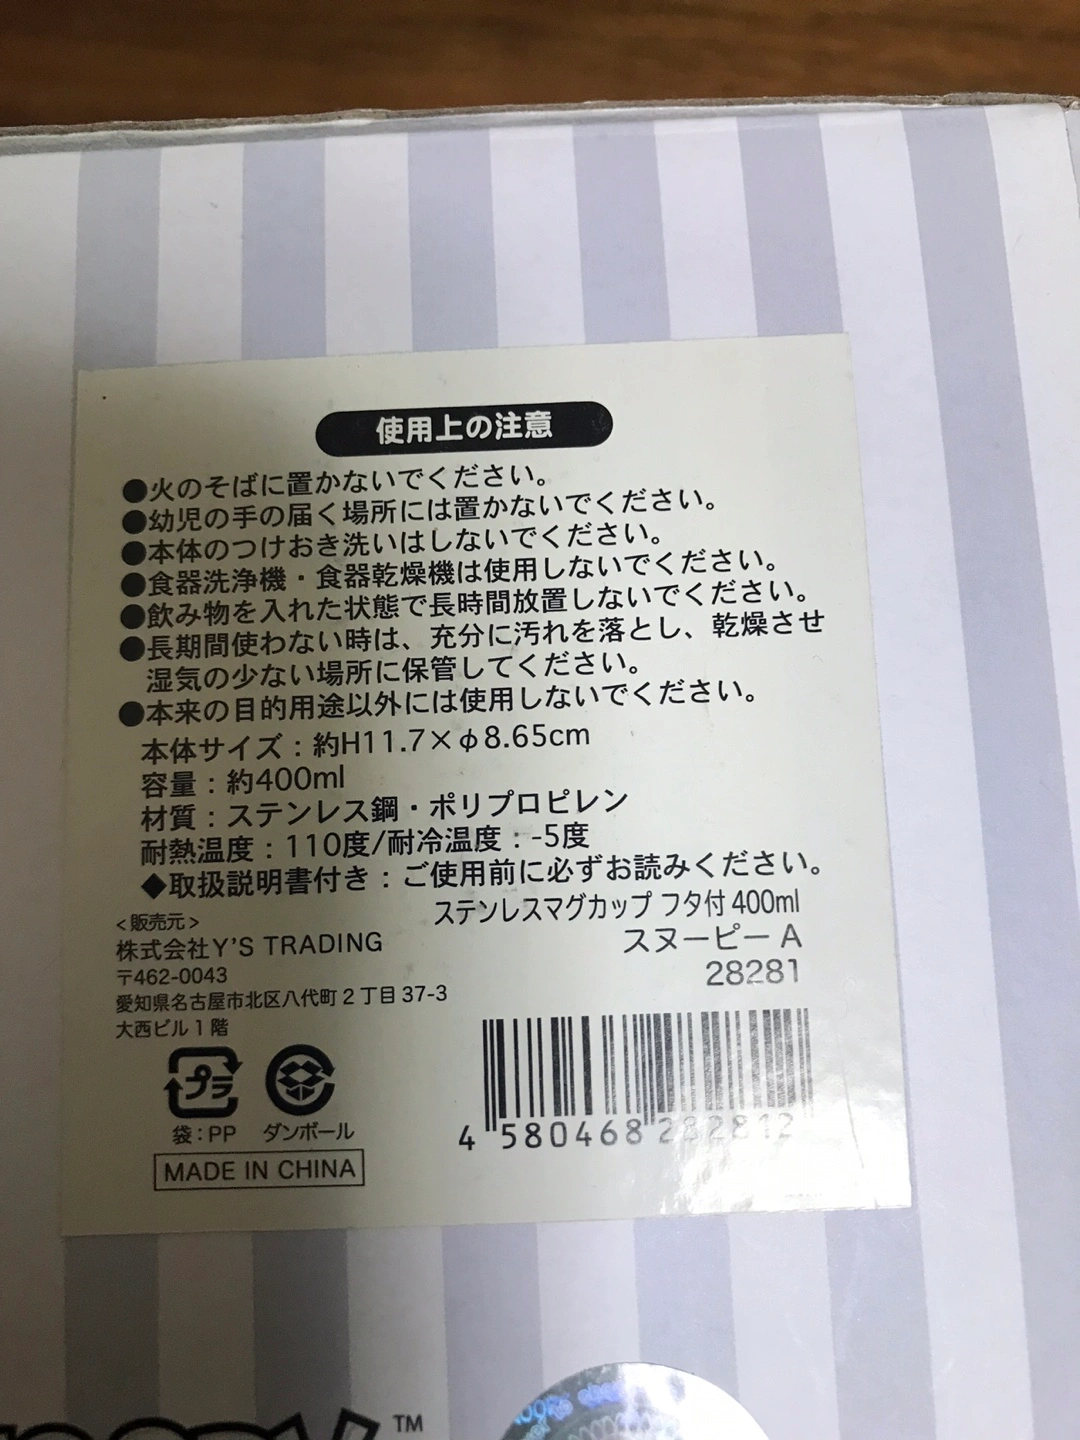 使用上の注意
●火のそばに置かないでください。
●幼児の手の届く場所には置かないでください。
●本体のつけおき洗いはしないでください。
●食器洗浄機・食器乾燥機は使用しないでください。
●飲み物を入れた状態で長時間放置しないでください。
●長期間使わない時は、充分に汚れを落とし、乾燥させ
湿気の少ない場所に保管してください。
●本来の目的用途以外には使用しないでください。
本体サイズ：約H11.7×φ8.65cm
容量：約400ml
材質：ステンレス鋼・ポリプロピレン
耐熱温度：110度/耐冷温度：-5度
◆取扱説明書付き：ご使用前に必ずお読みください。
ステンレスマグカップ フタ付 400ml
スヌーピー A
28281
<販売元>
株式会社Y'S TRADING
〒462-0043
愛知県名古屋市北区八代町2丁目37-3
大西ビル1階
プラ
袋：PP
ダンボール
MADE IN CHINA
4 580468 282812
™